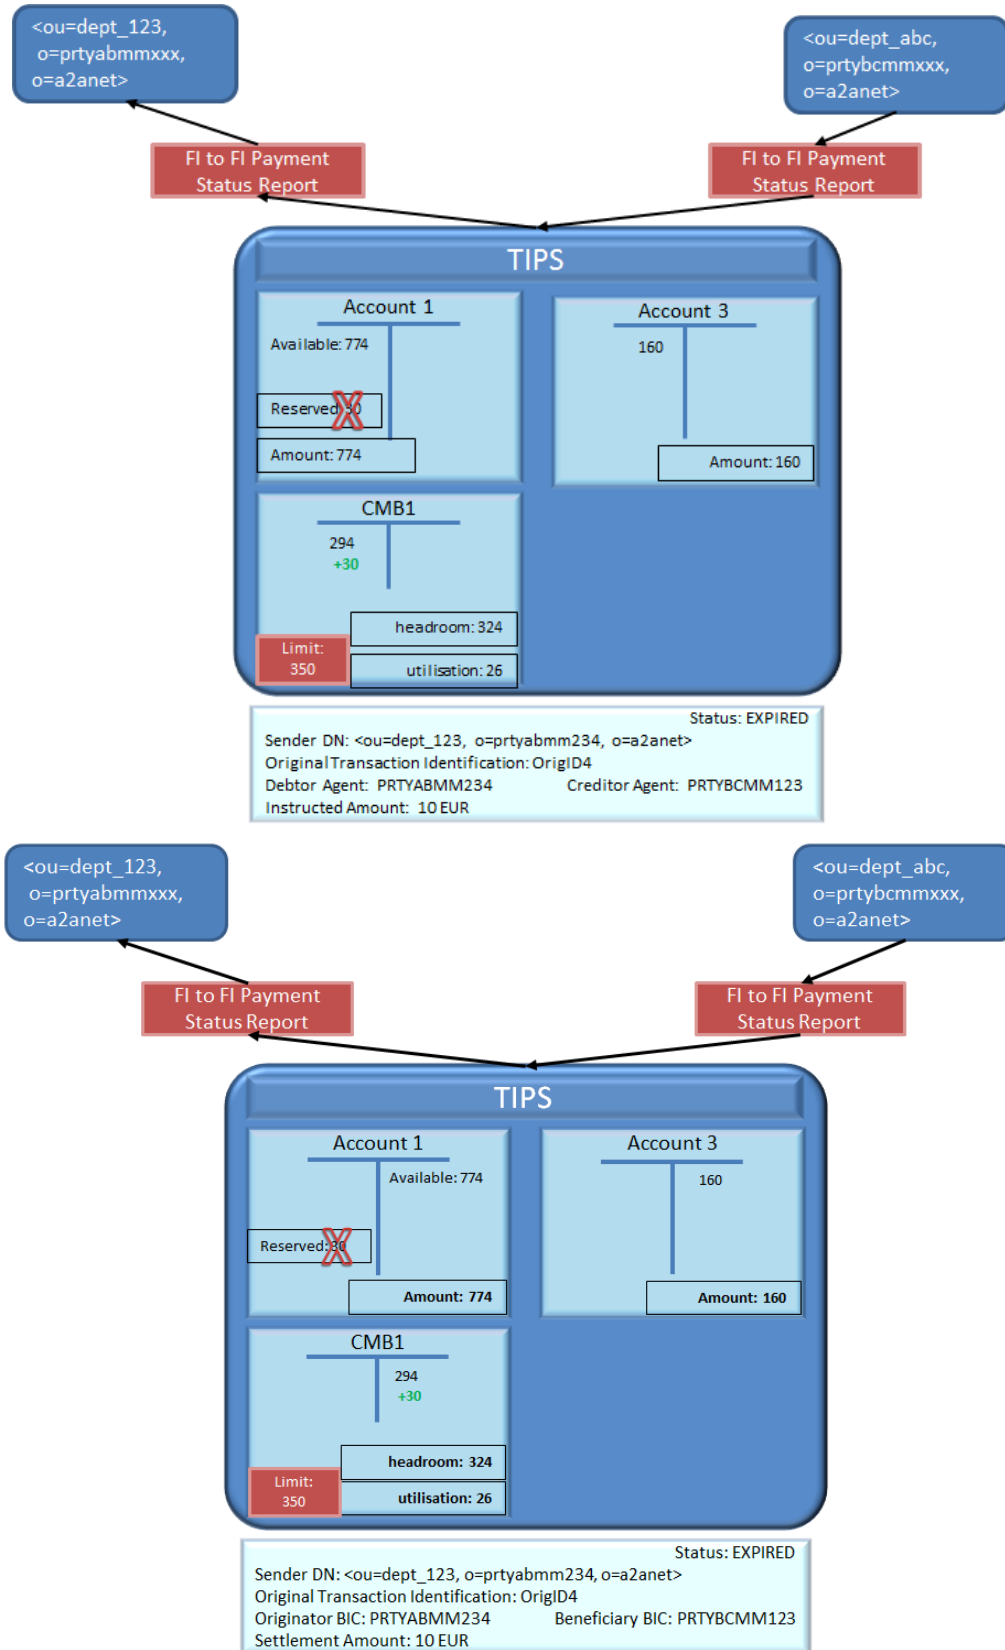 <ou=dept_123,
o=prtyabmmxxx,
o=a2anet>
<ou=dept_abc,
o=prtybcmmxxx,
o=a2anet>
FI to FI Payment
Status Report
FI to FI Payment
Status Report
TIPS
Account 1
Available: 774
Reserved: 30
Amount: 774
Account 3
160
Amount: 160
CMB1
294
+30
headroom: 324
Limit:
350
utilisation: 26
Status: EXPIRED
Sender DN: <ou=dept_123, o=prtyabmm234, o=a2anet>
Original Transaction Identification: OrigID4
Debtor Agent: PRTYABMM234 Creditor Agent: PRTYBCMM123
Instructed Amount: 10 EUR
<ou=dept_123,
o=prtyabmmxxx,
o=a2anet>
<ou=dept_abc,
o=prtybcmmxxx,
o=a2anet>
FI to FI Payment
Status Report
FI to FI Payment
Status Report
TIPS
Account 1
Available: 774
Reserved: 30
Amount: 774
Account 3
160
Amount: 160
CMB1
294
+30
headroom: 324
Limit:
350
utilisation: 26
Status: EXPIRED
Sender DN: <ou=dept_123, o=prtyabmm234, o=a2anet>
Original Transaction Identification: OrigID4
Originator BIC: PRTYABMM234 Beneficiary BIC: PRTYBCMM123
Settlement Amount: 10 EUR